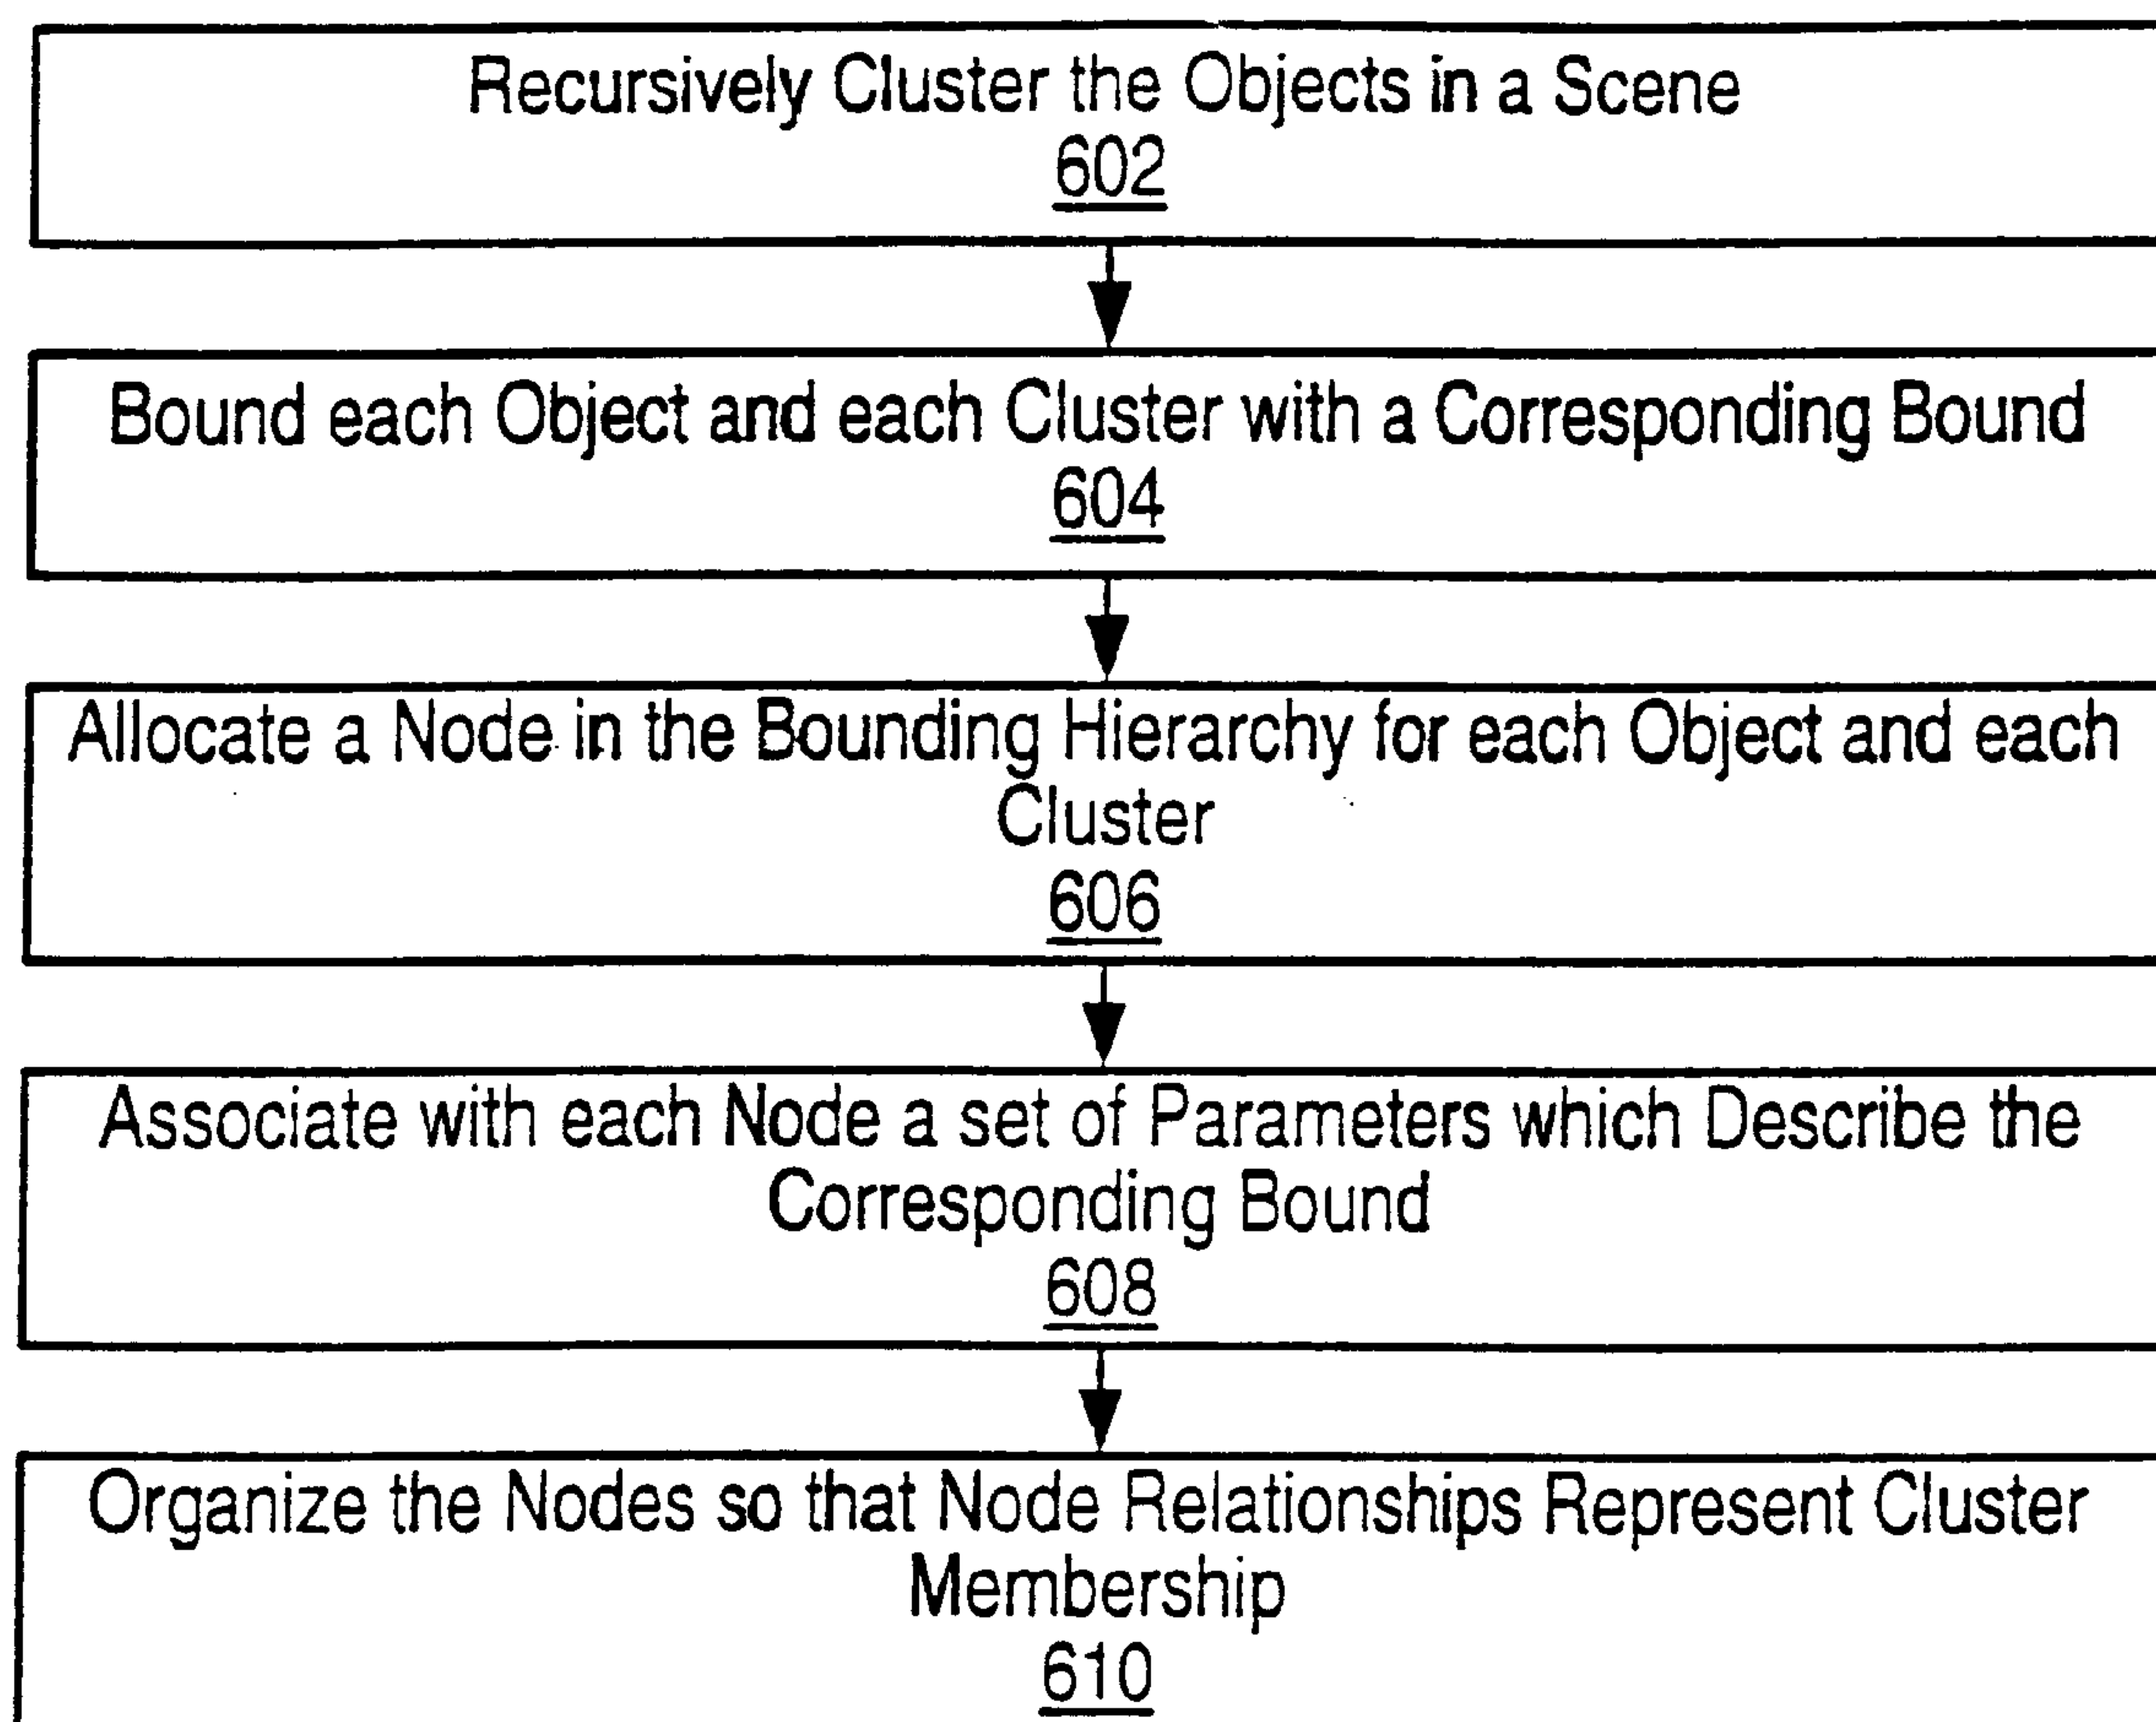 Recursively Cluster the Objects in a Scene
602
Bound each Object and each Cluster with a Corresponding Bound
604
Allocate a Node in the Bounding Hierarchy for each Object and each
Cluster
606
Associate with each Node a set of Parameters which Describe the
Corresponding Bound
608
Organize the Nodes so that Node Relationships Represent Cluster
Membership
610